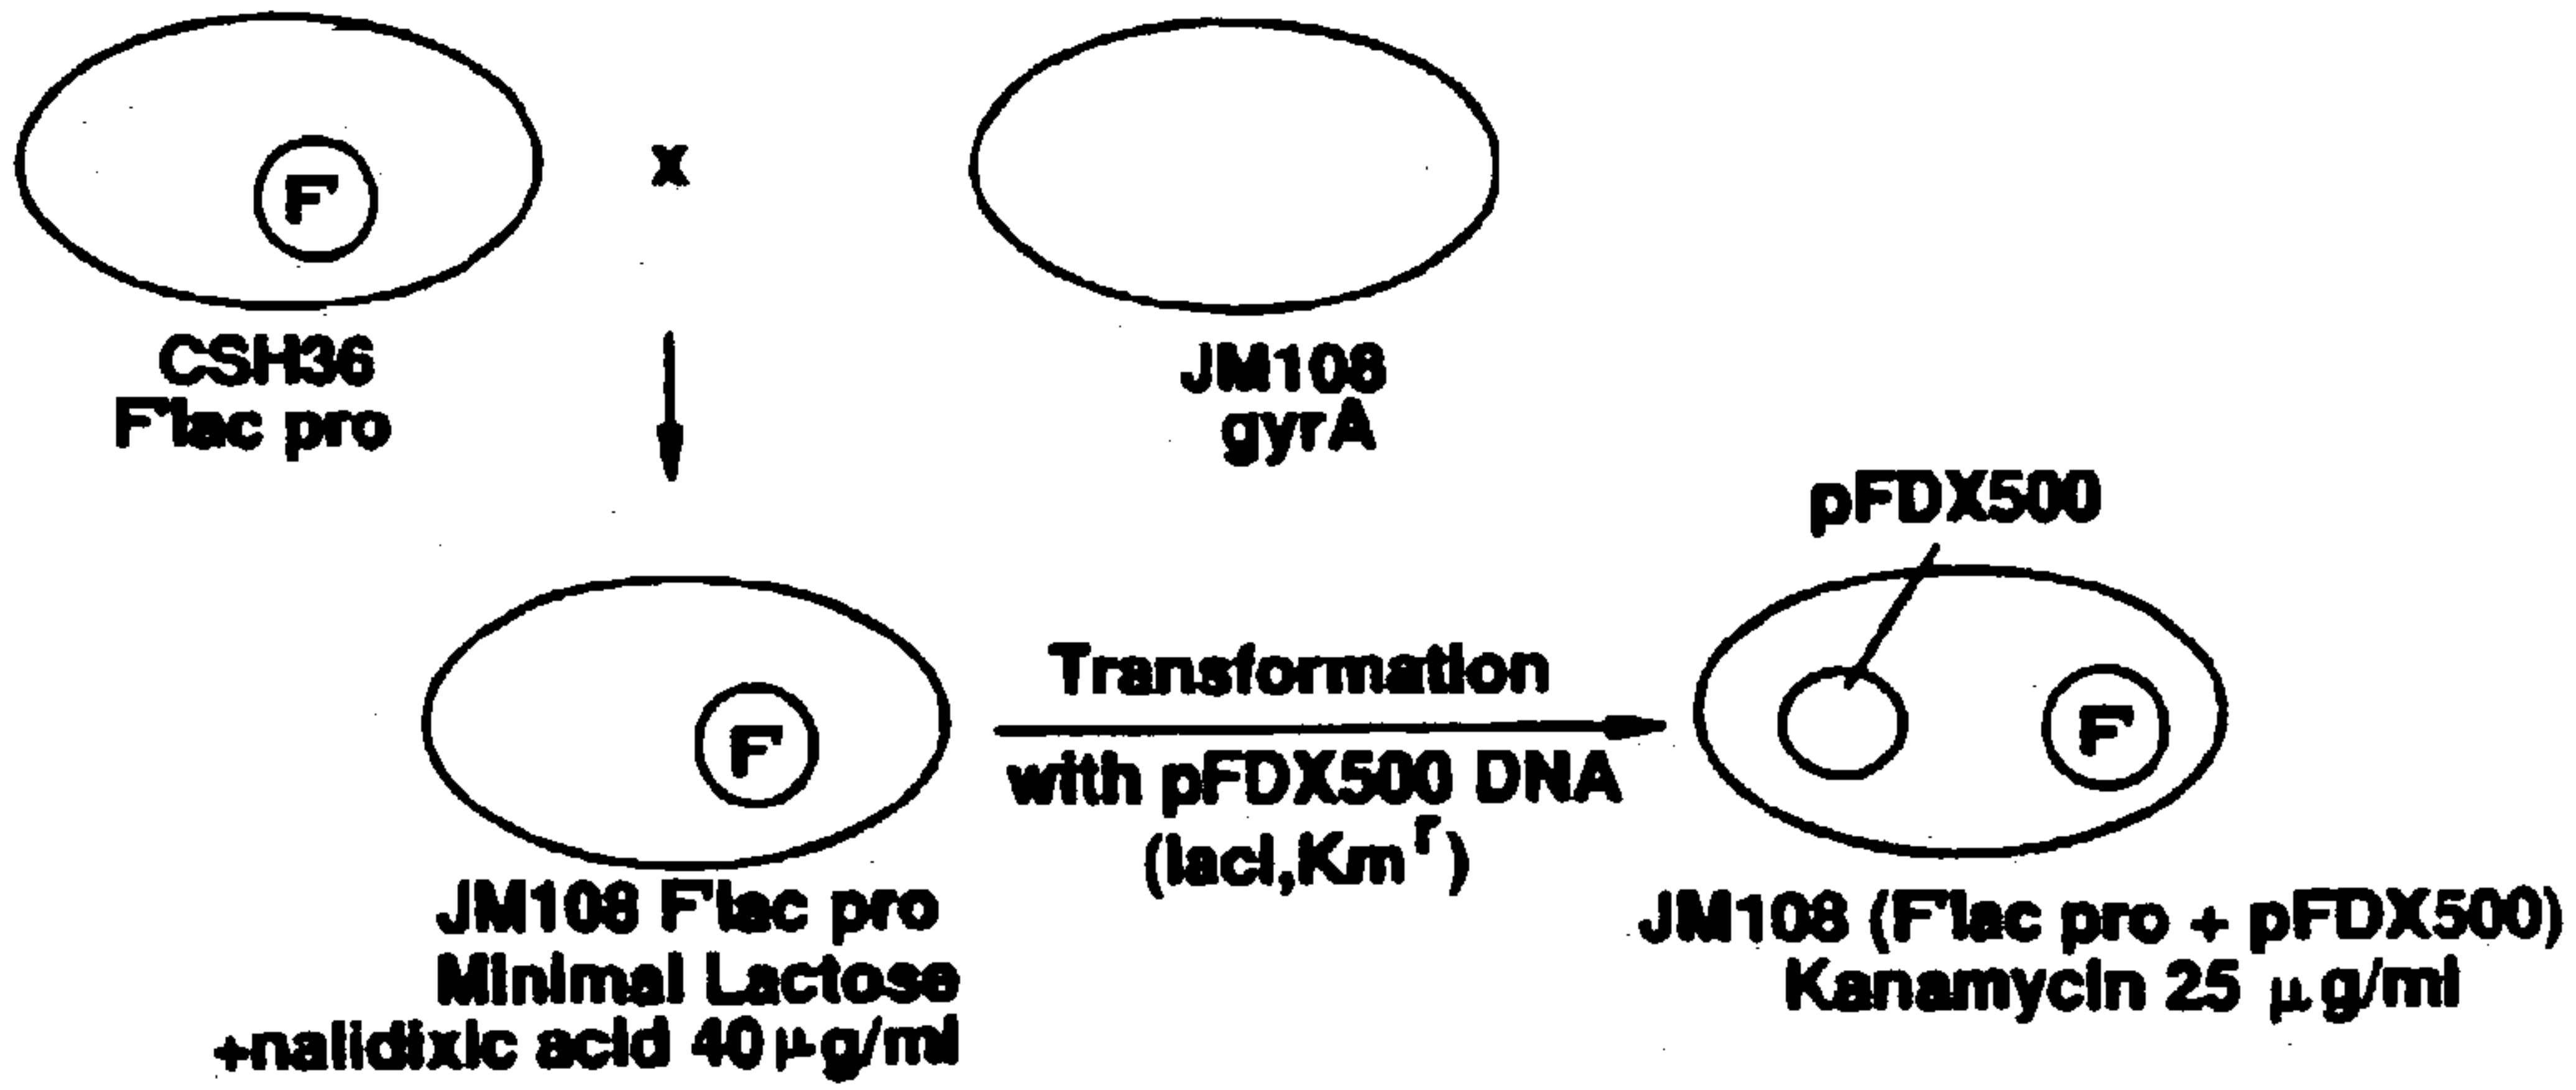 F'
x
CSH36
F'lac pro
JM108
gyrA
pFDX500
F'
Transformation
with pFDX500 DNA
(lacI,Kmʳ)
F'
JM108 F'lac pro
Minimal Lactose
+nalidixic acid 40 μg/ml
JM108 (F'lac pro + pFDX500)
Kanamycin 25 μg/ml